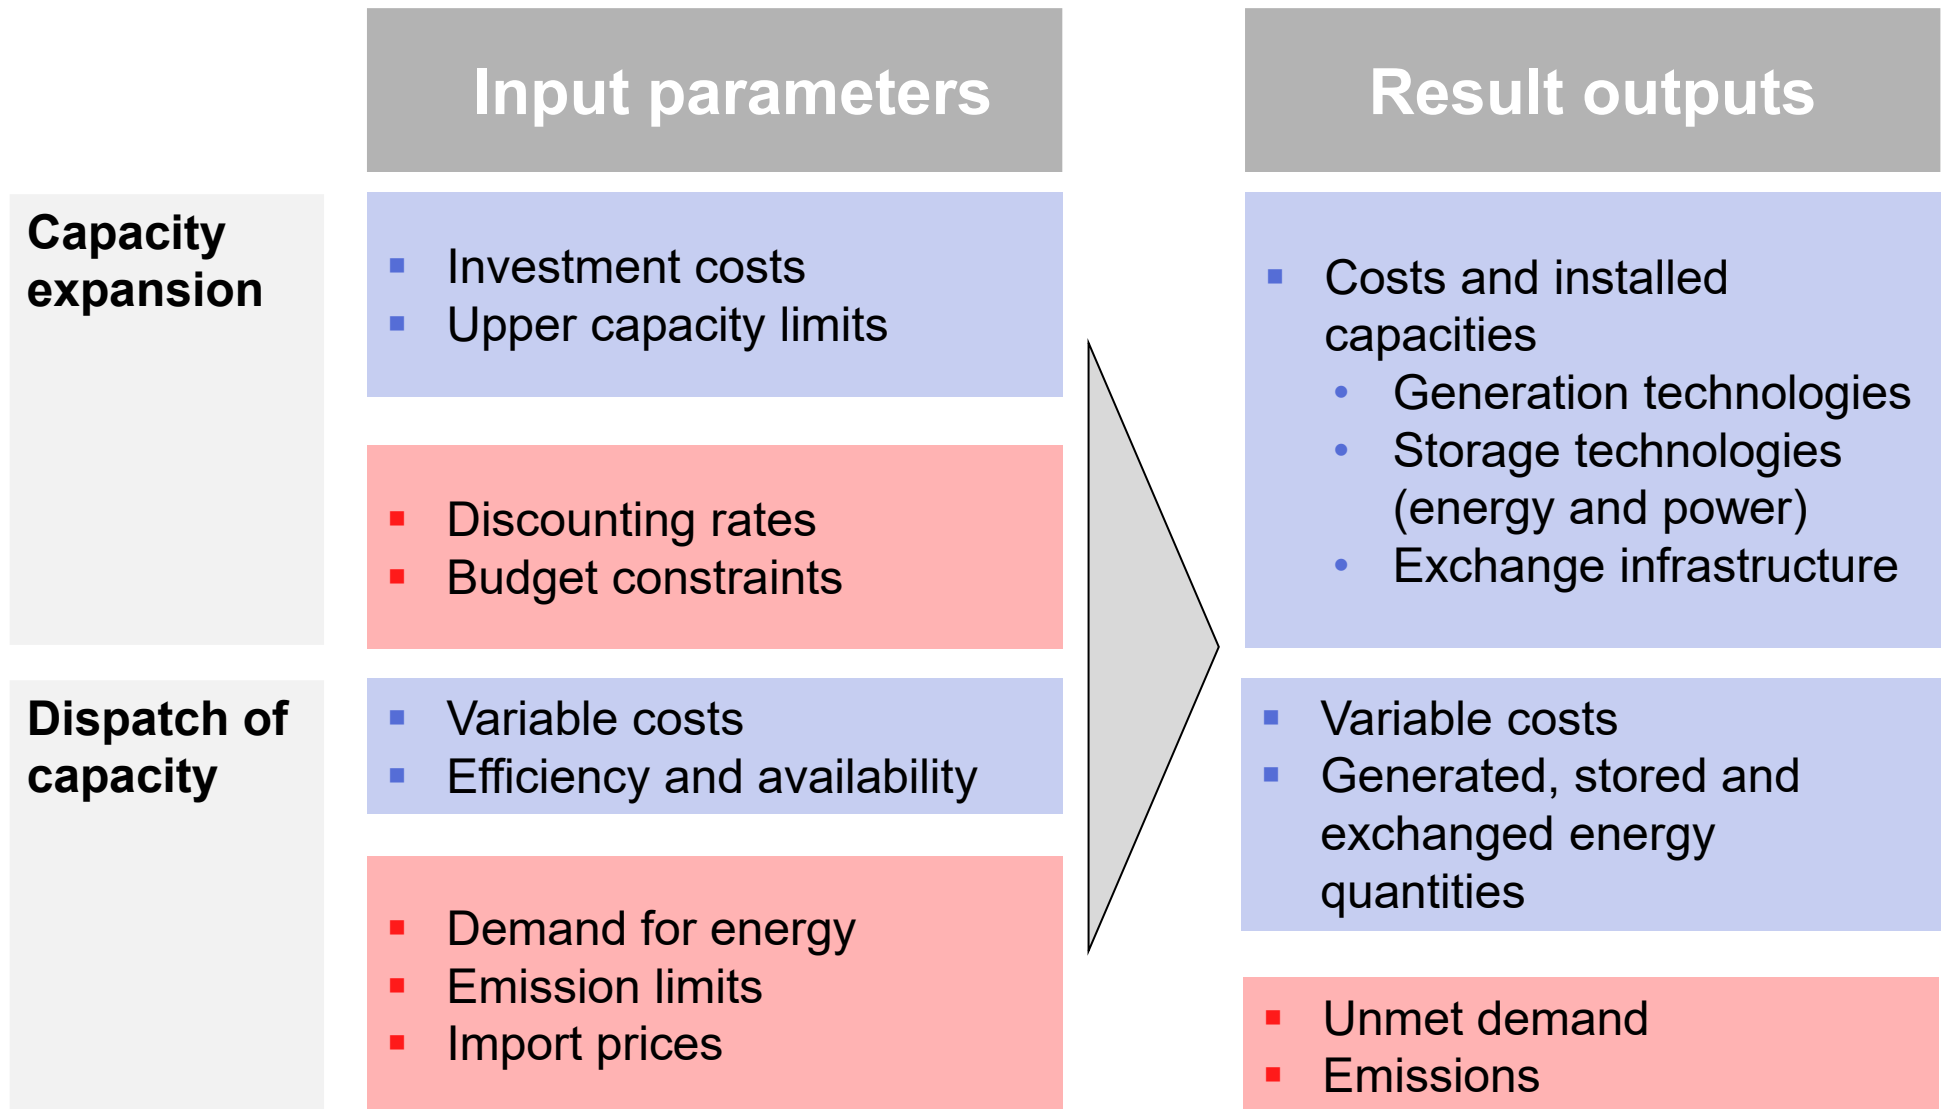 Input parameters
Result outputs
Capacity
expansion
▪ Investment costs
▪ Upper capacity limits
▪ Discounting rates
▪ Budget constraints
▪ Costs and installed
capacities
• Generation technologies
• Storage technologies
(energy and power)
• Exchange infrastructure
Dispatch of
capacity
▪ Variable costs
▪ Efficiency and availability
▪ Demand for energy
▪ Emission limits
▪ Import prices
▪ Variable costs
▪ Generated, stored and
exchanged energy
quantities
▪ Unmet demand
▪ Emissions